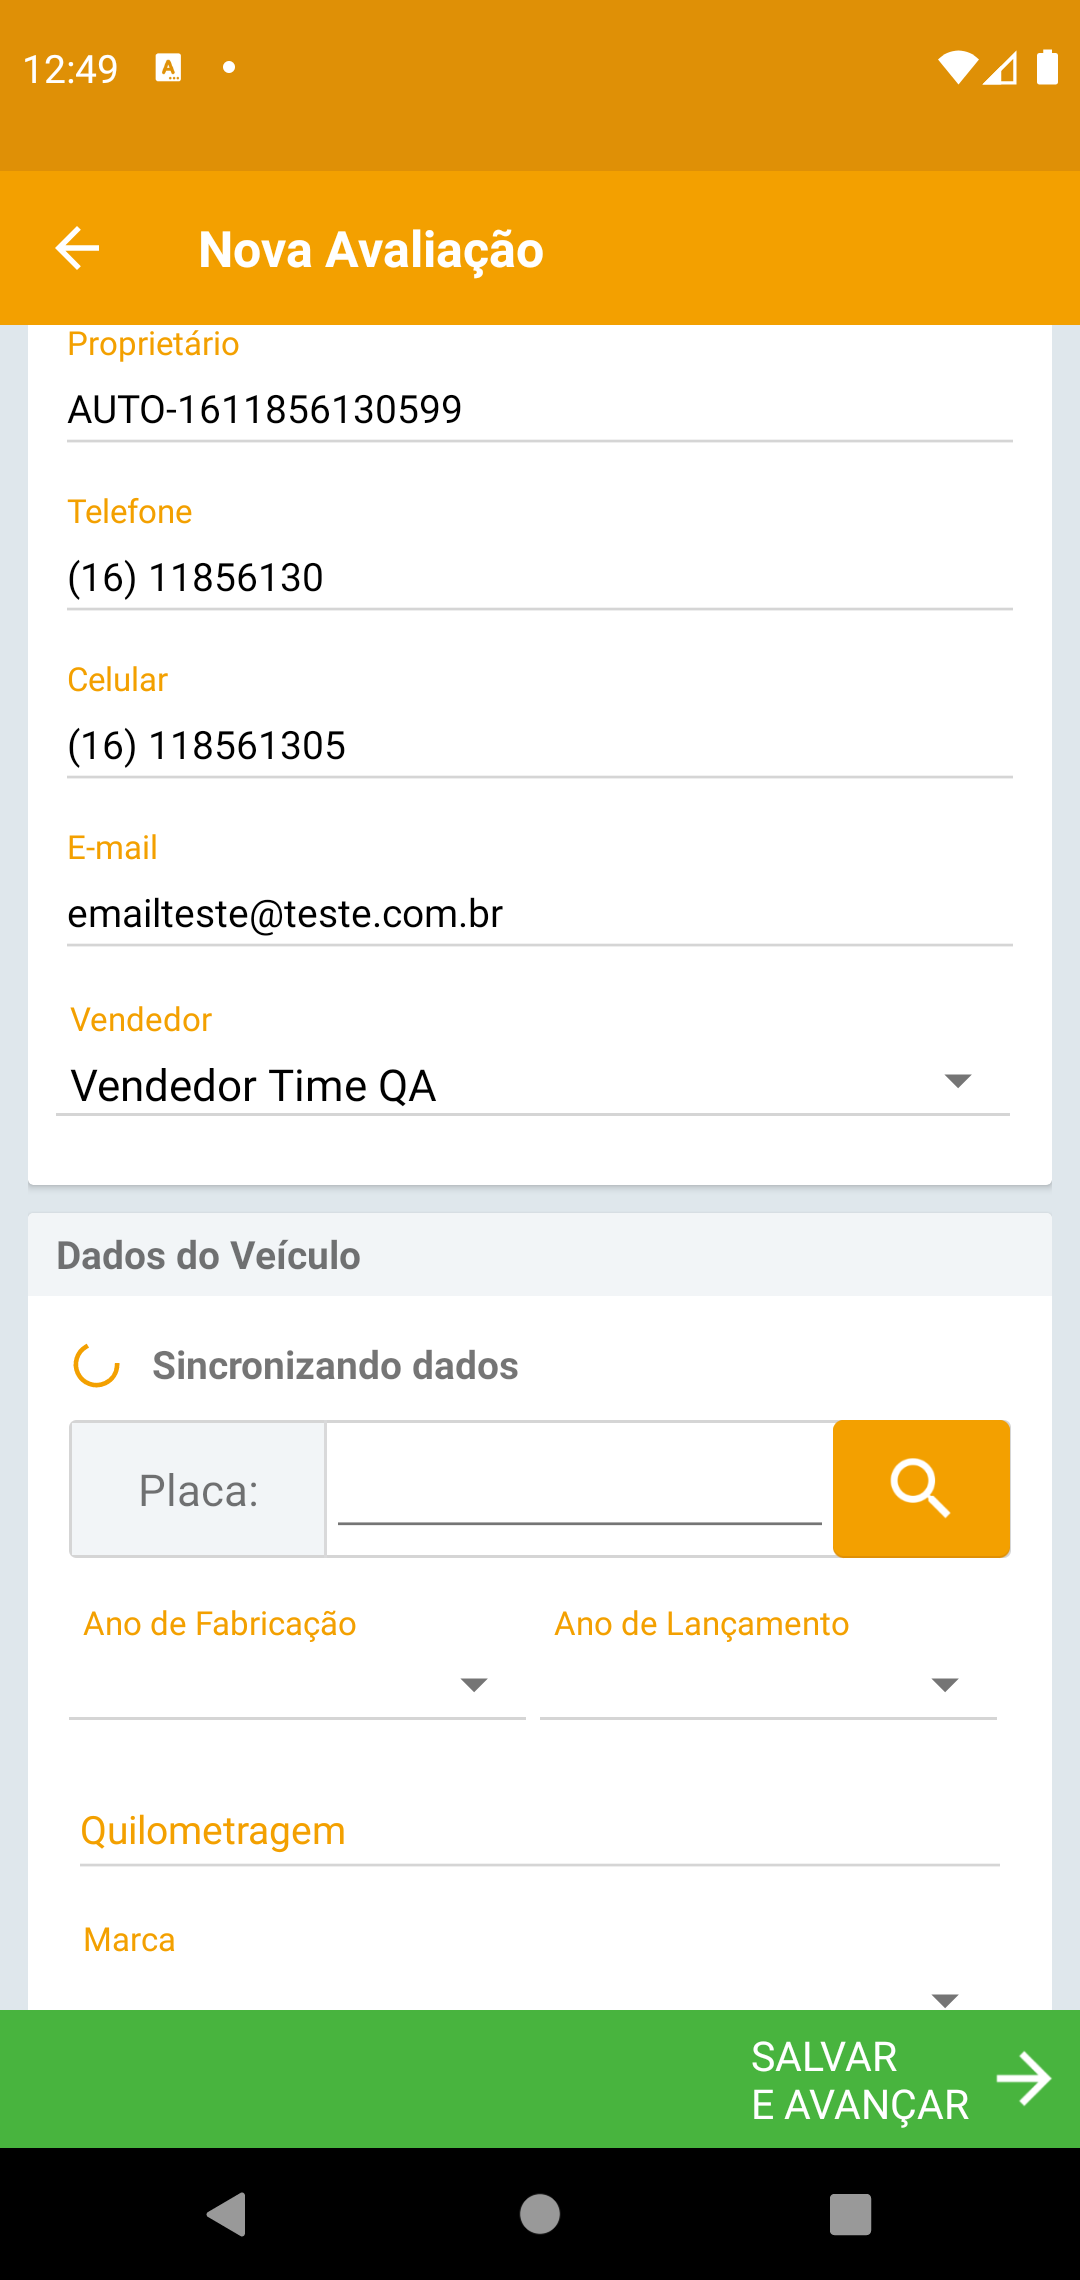 12:49
Nova Avaliação
Proprietário
AUTO-1611856130599
Telefone
(16) 11856130
Celular
(16) 118561305
E-mail
emailteste@teste.com.br
Vendedor
Vendedor Time QA
Dados do Veículo
Sincronizando dados
Placa:
Ano de Fabricação Ano de Lançamento
Quilometragem
Marca
SALVAR
E AVANÇAR